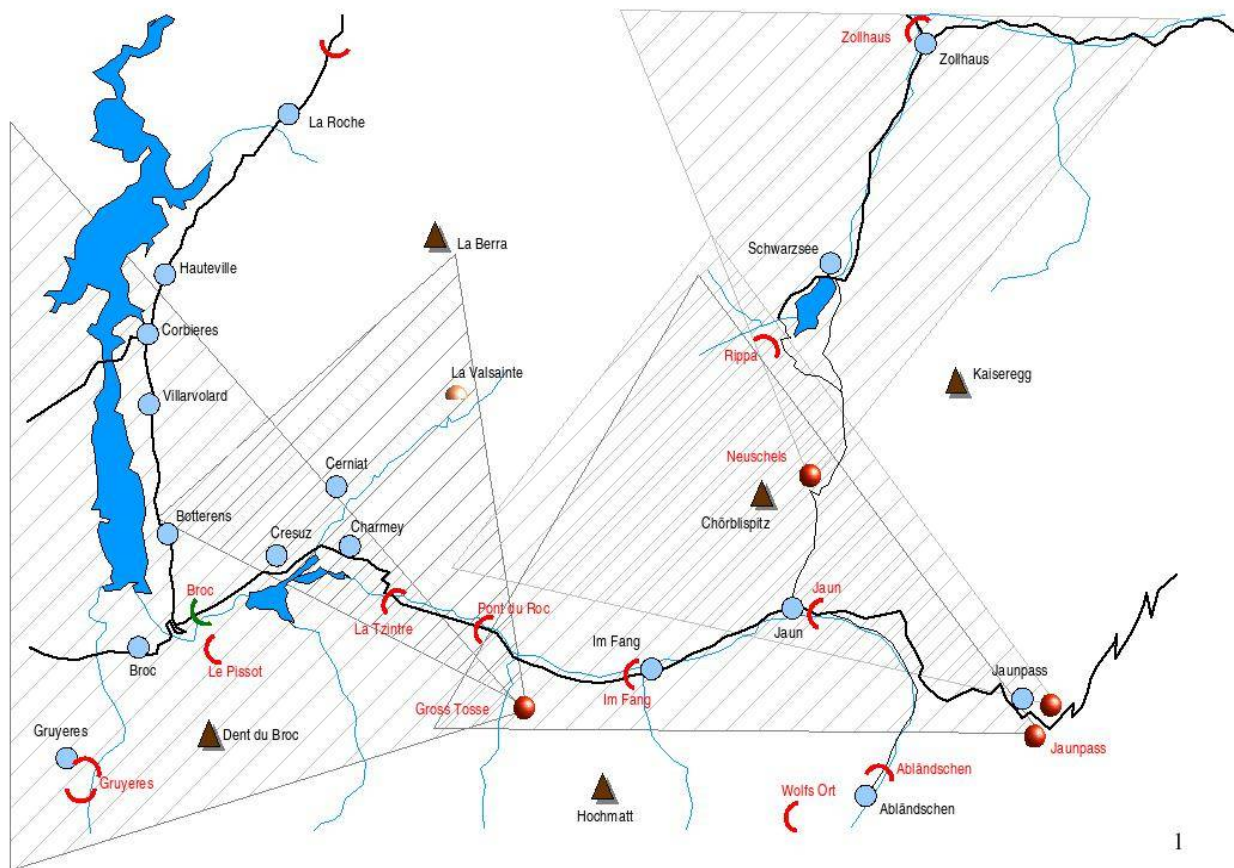 Zollhaus
Zollhaus
La Roche
La Berra
Schwarzsee
Hauteville
Corbieres
Rippa
La Valsainte
Kaiseregg
Villarvolard
Cerniat
Neuschels
Chörblispitz
Botterens
Cresuz
Charmey
Broc
La Tzintre
Pont du Roc
Jaun
Jaun
Im Fang
Broc
Le Pissot
Im Fang
Jaunpass
Gross Tosse
Gruyeres
Dent du Broc
Jaunpass
Gruyeres
Abländschen
Wolfs Ort
Hochmatt
Abländschen
1